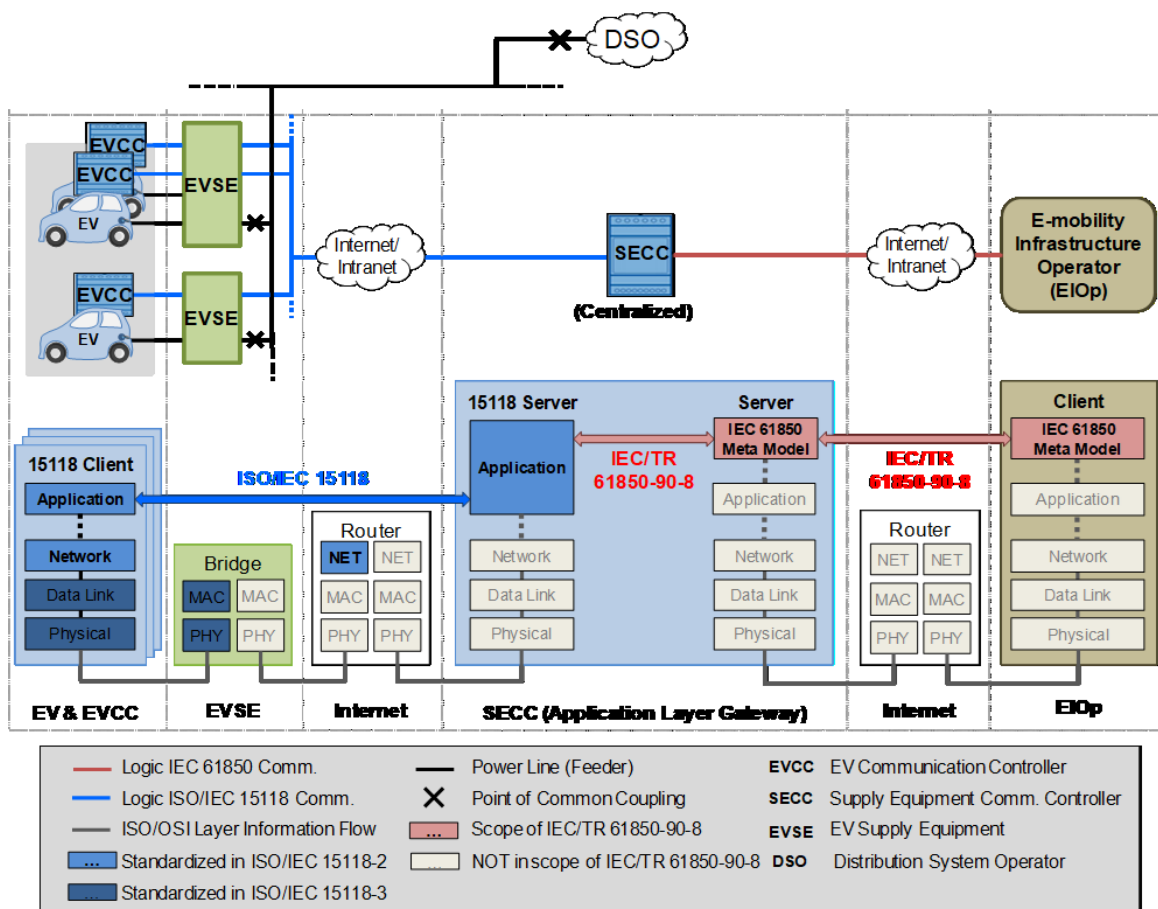 DSO
EVCC
EVCC
EVSE
EV
Internet/
Intranet
SECC
(Centralized)
Internet/
Intranet
E-mobility
Infrastructure
Operator
(EIOp)
EVCC
EVSE
EV
15118 Client
Application
Network
Data Link
Physical
ISO/IEC 15118
Bridge
MAC
MAC
PHY
PHY
Router
NET
NET
MAC
MAC
PHY
PHY
15118 Server
Application
Network
Data Link
Physical
IEC/TR
61850-90-8
Server
IEC 61850
Meta Model
Application
Network
Data Link
Physical
IEC/TR
61850-90-8
Router
NET
NET
MAC
MAC
PHY
PHY
Client
IEC 61850
Meta Model
Application
Network
Data Link
Physical
EV & EVCC
EVSE
Internet
SECC (Application Layer Gateway)
Internet
EIOp
Logic IEC 61850 Comm.
Logic ISO/IEC 15118 Comm.
ISO/OSI Layer Information Flow
... Standardized in ISO/IEC 15118-2
... Standardized in ISO/IEC 15118-3
Power Line (Feeder)
Point of Common Coupling
... Scope of IEC/TR 61850-90-8
... NOT in scope of IEC/TR 61850-90-8
EVCC EV Communication Controller
SECC Supply Equipment Comm. Controller
EVSE EV Supply Equipment
DSO Distribution System Operator